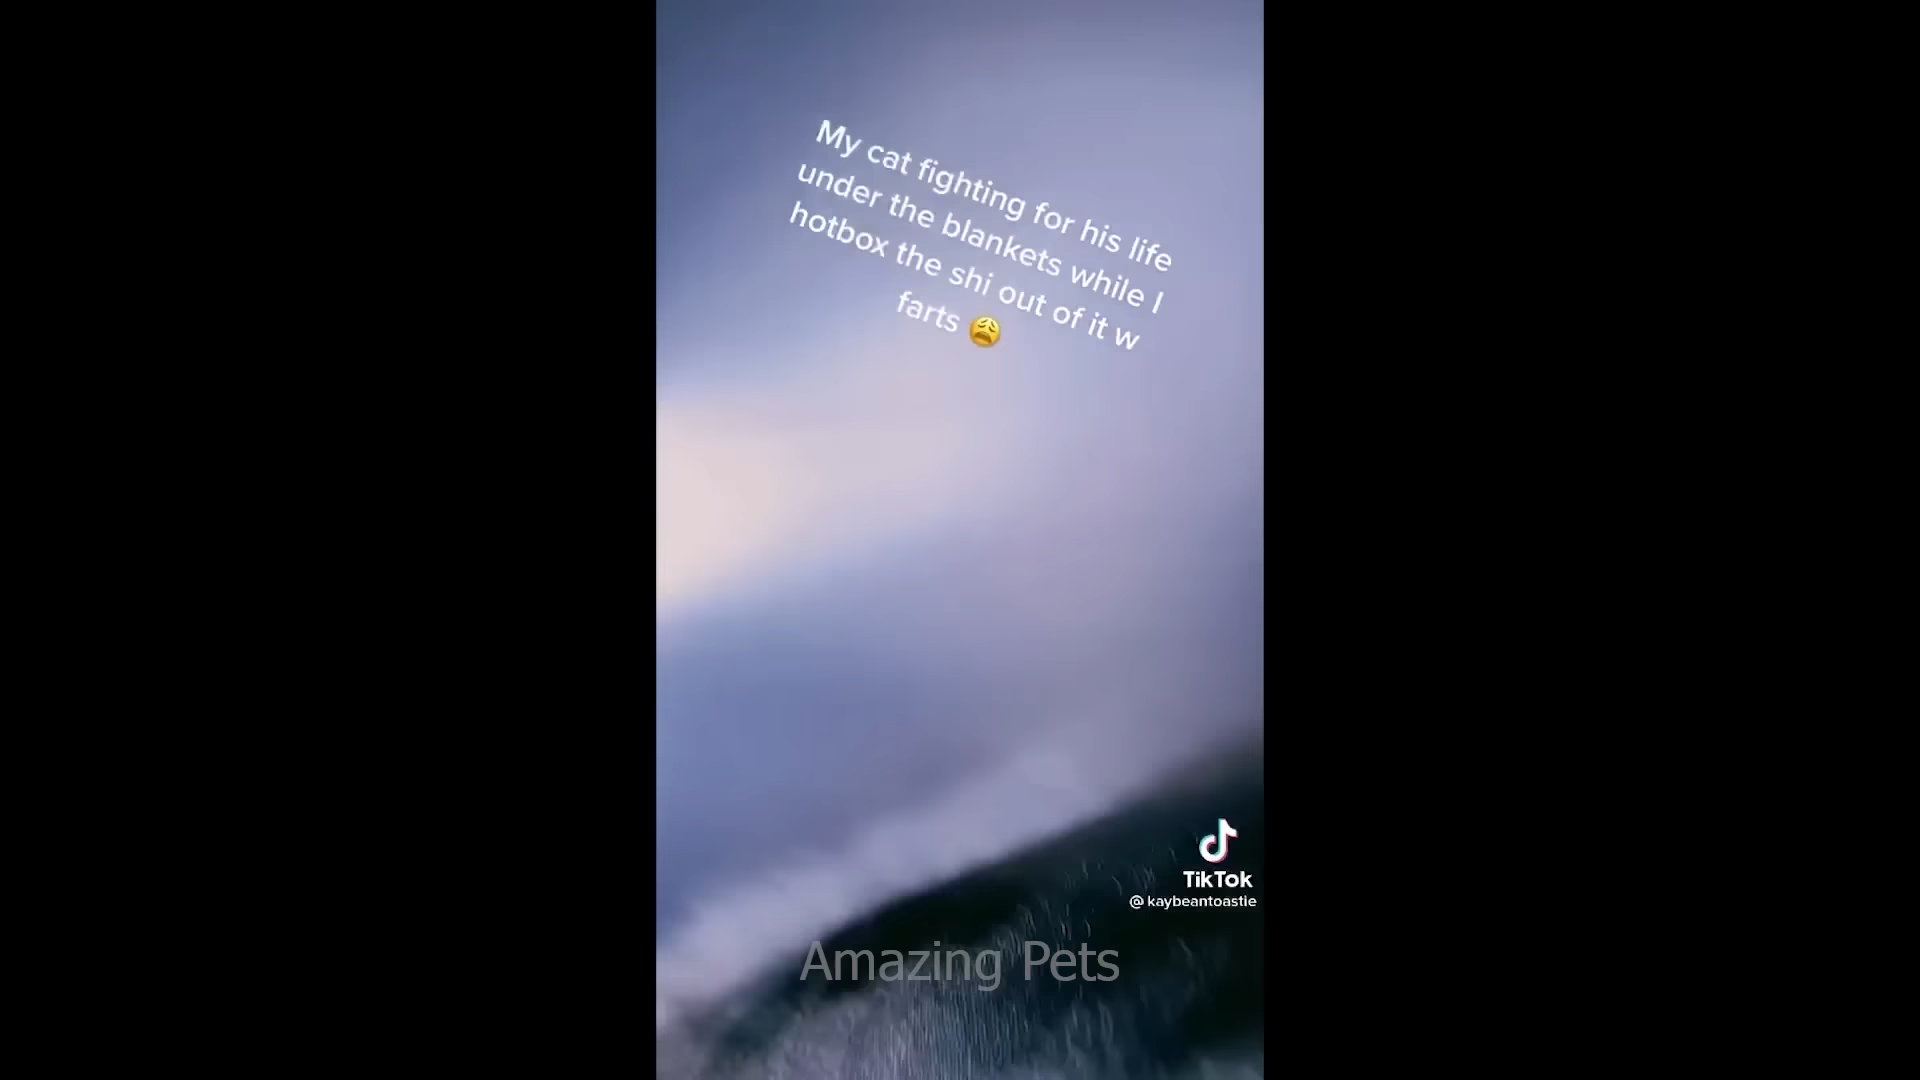 My cat fighting for his life
under the blankets while I
hotbox the shi out of it w
farts 😩
TikTok
@kaybeantoastie
Amazing Pets